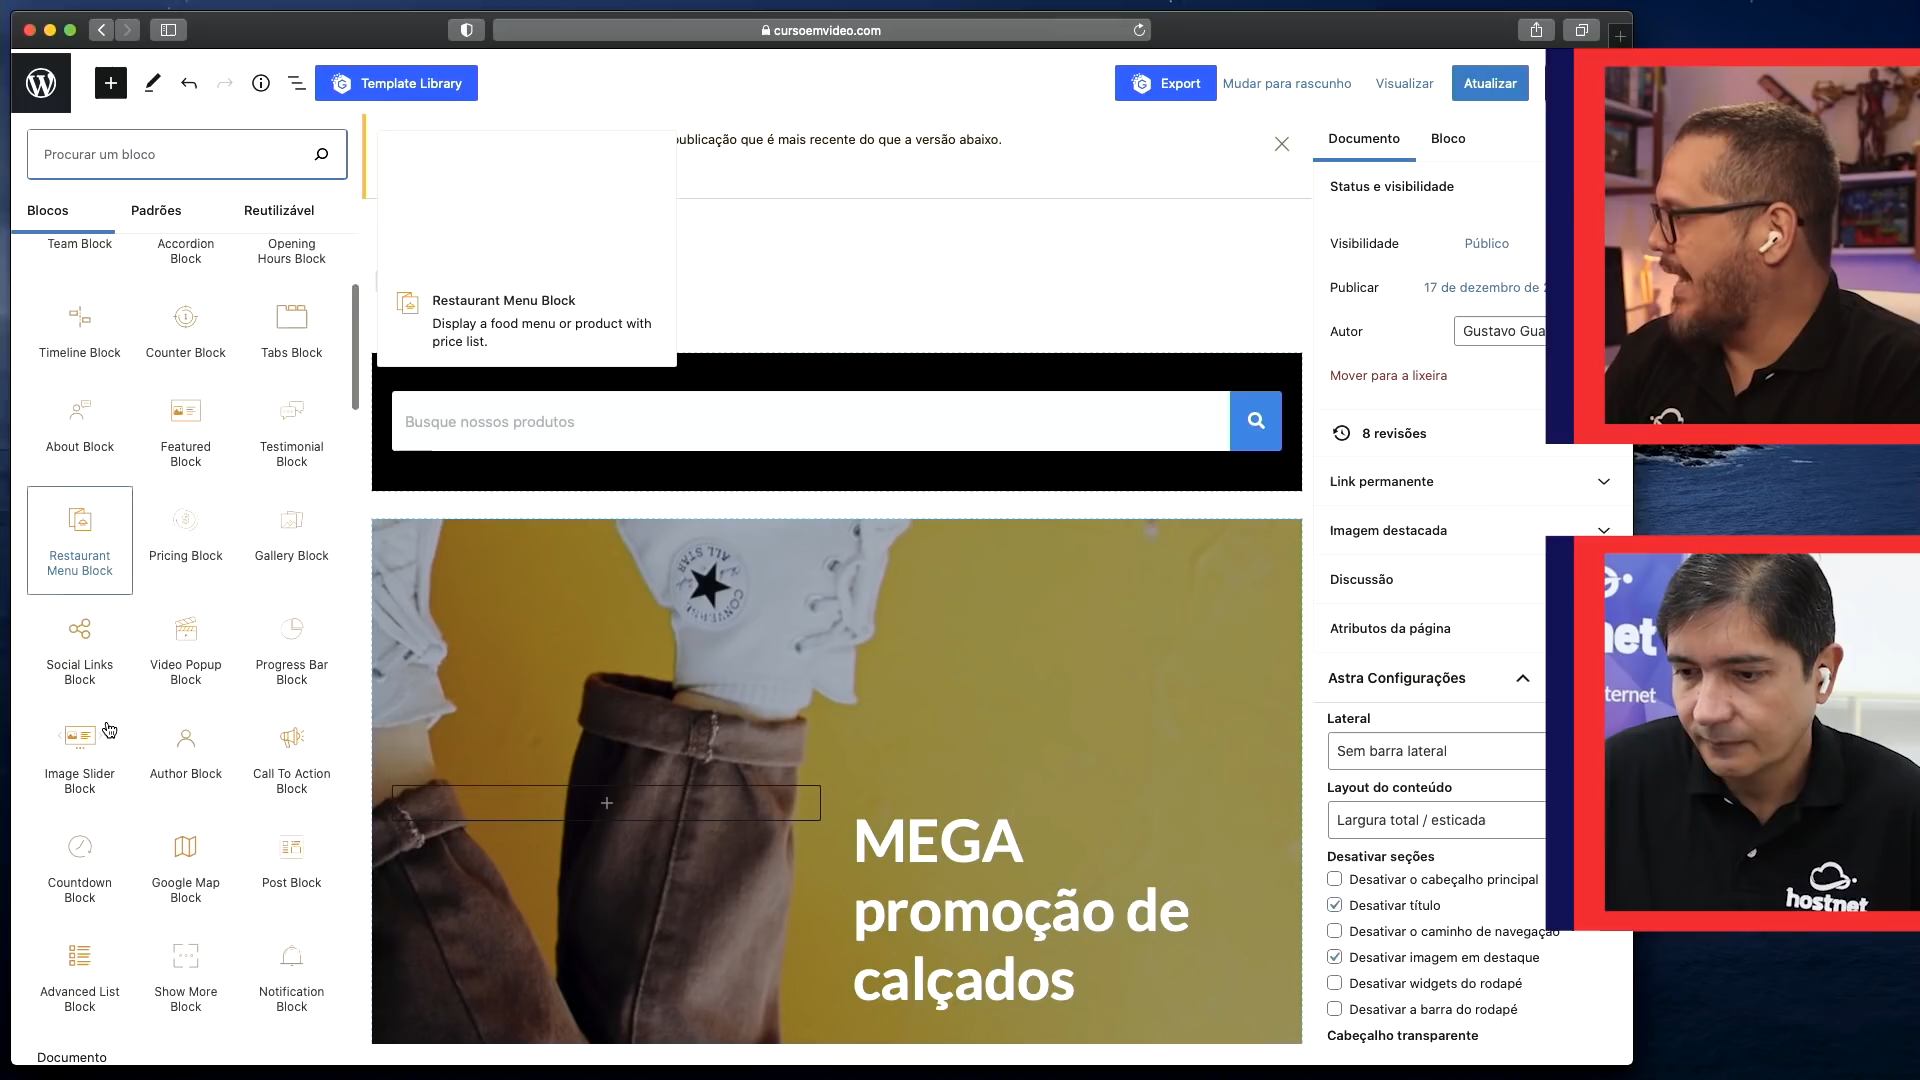 cursoemvideo.com
Template Library
Export
Mudar para rascunho
Visualizar
Atualizar
Procurar um bloco
publicação que é mais recente do que a versão abaixo.
Documento
Bloco
Blocos
Padrões
Reutilizável
Status e visibilidade
Visibilidade
Público
Publicar
17 de dezembro de
Autor
Gustavo Gua
Mover para a lixeira
8 revisões
Link permanente
Imagem destacada
Discussão
Atributos da página
Astra Configurações
Lateral
Sem barra lateral
Layout do conteúdo
Largura total / esticada
Desativar seções
Desativar o cabeçalho principal
Desativar título
Desativar o caminho de navegação
Desativar imagem em destaque
Desativar widgets do rodapé
Desativar a barra do rodapé
Cabeçalho transparente
Team Block
Accordion
Block
Opening
Hours Block
Timeline Block
Counter Block
Tabs Block
About Block
Featured
Block
Testimonial
Block
Restaurant
Menu Block
Pricing Block
Gallery Block
Social Links
Block
Video Popup
Block
Progress Bar
Block
Image Slider
Block
Author Block
Call To Action
Block
Countdown
Block
Google Map
Block
Post Block
Advanced List
Block
Show More
Block
Notification
Block
Documento
Restaurant Menu Block
Display a food menu or product with
price list.
Busque nossos produtos
ALL STAR
CONVERSE
MEGA
promoção de
calçados
net
ternet
hostnet